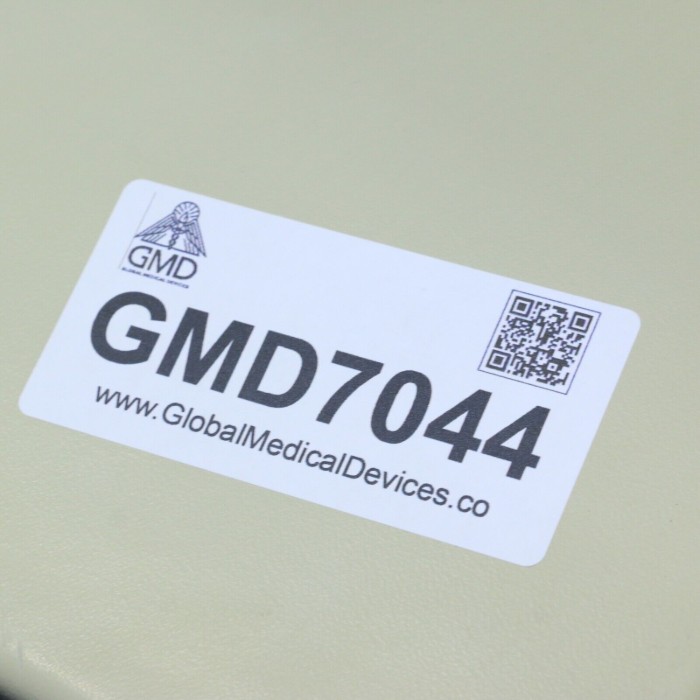 GMD
GLOBAL MEDICAL DEVICES
GMD7044
www.GlobalMedicalDevices.co